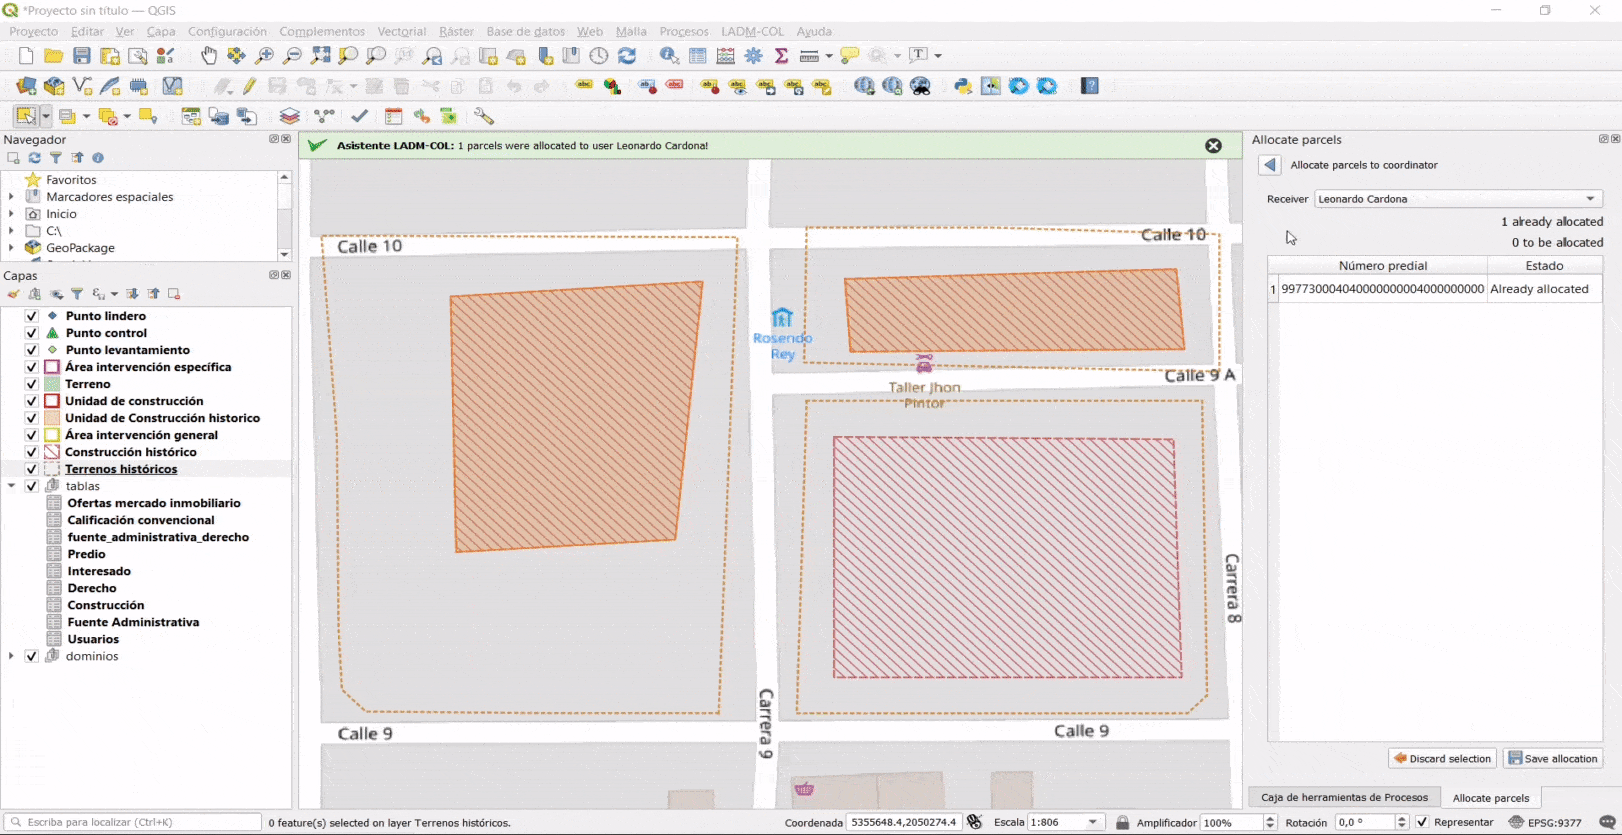 *Proyecto sin título — QGIS
Proyecto Editar Ver Capa Configuración Complementos Vectorial Ráster Base de datos Web Malla Procesos LADM-COL Ayuda
Navegador
Favoritos
Marcadores espaciales
Inicio
C:\
GeoPackage
Capas
Punto lindero
Punto control
Punto levantamiento
Área intervención específica
Terreno
Unidad de construcción
Unidad de Construcción historico
Área intervención general
Construcción histórico
Terrenos históricos
tablas
Ofertas mercado inmobiliario
Calificación convencional
fuente_administrativa_derecho
Predio
Interesado
Derecho
Construcción
Fuente Administrativa
Usuarios
dominios
Asistente LADM-COL: 1 parcels were allocated to user Leonardo Cardona!
Calle 10
Calle 10
Rosendo
Rey
Calle 9 A
Taller Jhon
Pintor
Carrera 8
Carrera 9
Calle 9
Calle 9
Allocate parcels
Allocate parcels to coordinator
Receiver Leonardo Cardona
1 already allocated
0 to be allocated
Número predial Estado
1 997730004040000000004000000000 Already allocated
Discard selection Save allocation
Caja de herramientas de Procesos Allocate parcels
Escriba para localizar (Ctrl+K) 0 feature(s) selected on layer Terrenos históricos. Coordenada 5355648.4,2050274.4 Escala 1:806 Amplificador 100% Rotación 0,0 ° Representar EPSG:9377